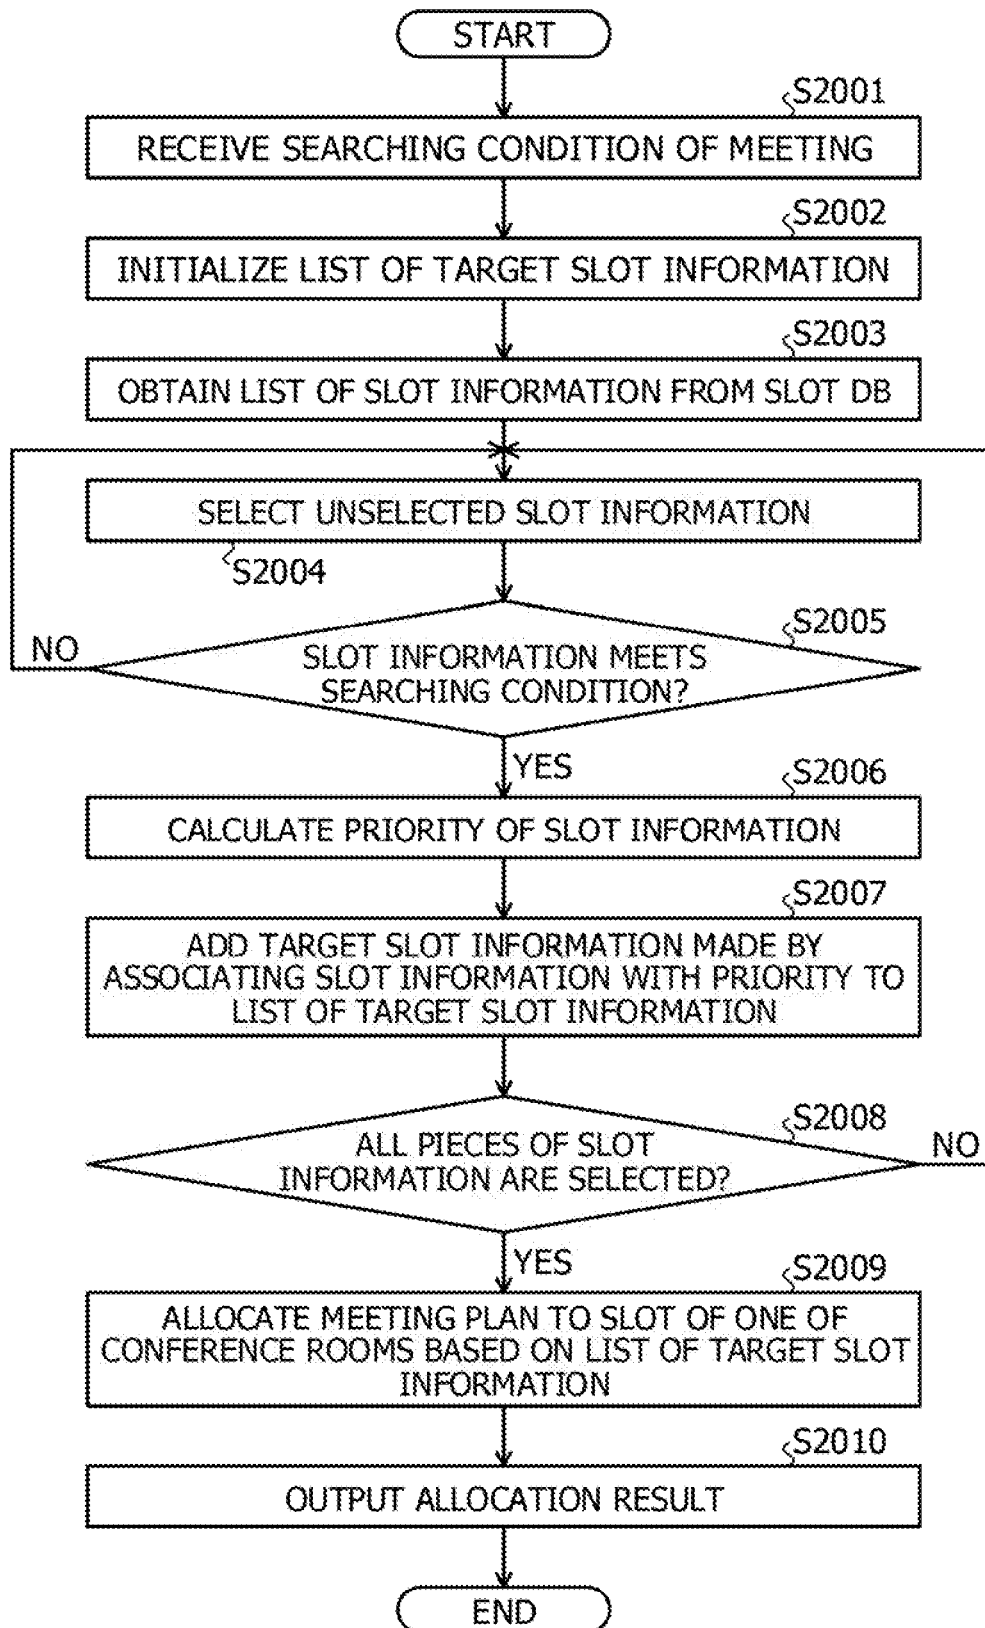 START
S2001
RECEIVE SEARCHING CONDITION OF MEETING
S2002
INITIALIZE LIST OF TARGET SLOT INFORMATION
S2003
OBTAIN LIST OF SLOT INFORMATION FROM SLOT DB
SELECT UNSELECTED SLOT INFORMATION
S2004
S2005
NO
SLOT INFORMATION MEETS
SEARCHING CONDITION?
YES
S2006
CALCULATE PRIORITY OF SLOT INFORMATION
S2007
ADD TARGET SLOT INFORMATION MADE BY
ASSOCIATING SLOT INFORMATION WITH PRIORITY TO
LIST OF TARGET SLOT INFORMATION
S2008
NO
ALL PIECES OF SLOT
INFORMATION ARE SELECTED?
YES
S2009
ALLOCATE MEETING PLAN TO SLOT OF ONE OF
CONFERENCE ROOMS BASED ON LIST OF TARGET SLOT
INFORMATION
S2010
OUTPUT ALLOCATION RESULT
END